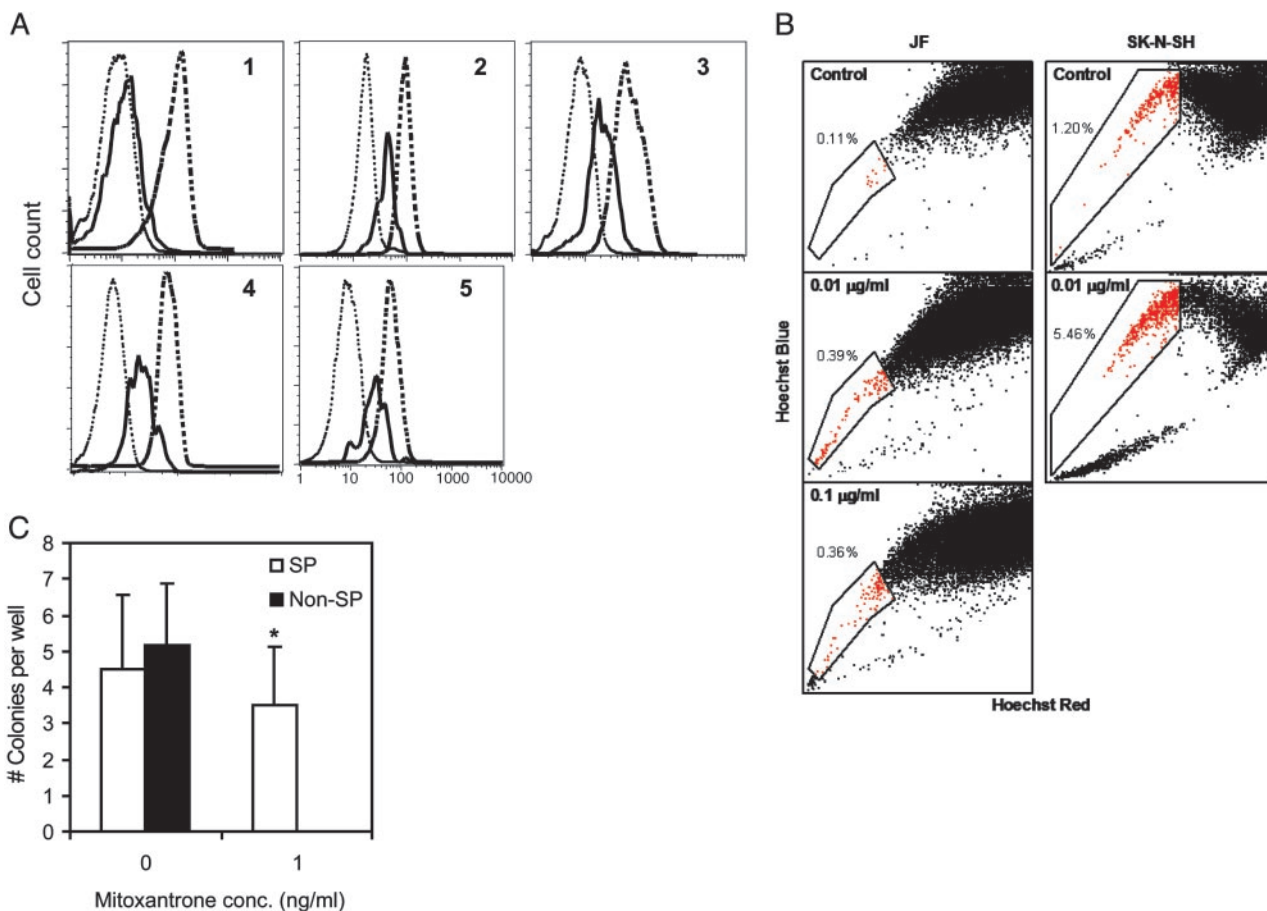 A
1
2
3
4
5
Cell count
1 10 100 1000 10000
B
JF SK-N-SH
Control Control
0.11% 1.20%
0.01 µg/ml 0.01 µg/ml
0.39% 5.46%
0.1 µg/ml
0.36%
Hoechst Blue
Hoechst Red
C
8
7
6
5
4
3
2
1
0
# Colonies per well
SP
Non-SP
*
0 1
Mitoxantrone conc. (ng/ml)